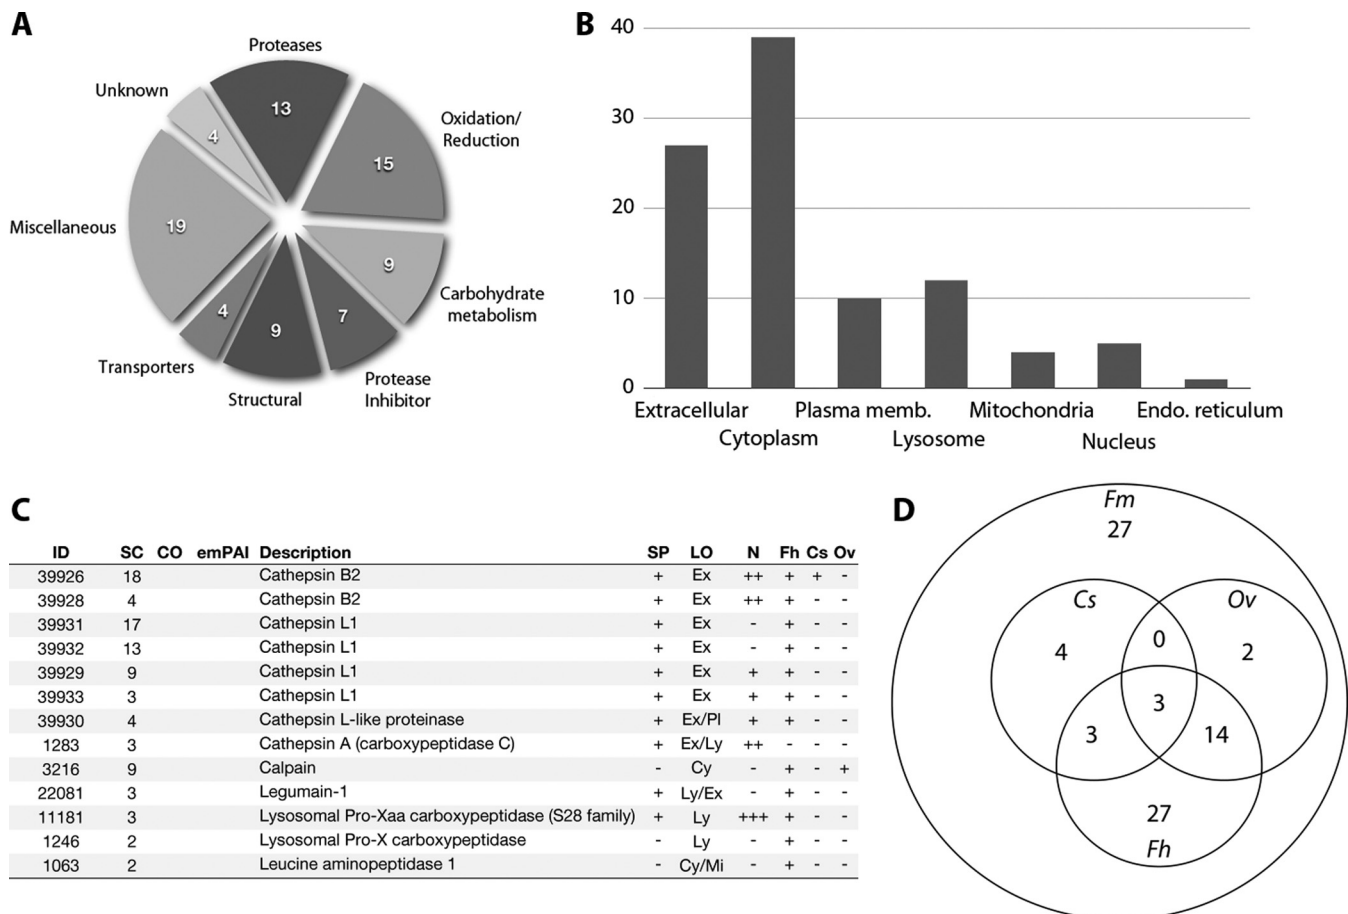 A
Proteases
13
Unknown
4
Oxidation/
Reduction
15
Miscellaneous
19
9
Carbohydrate
metabolism
4
9
7
Transporters
Structural
Protease
Inhibitor
B
40
30
20
10
0
Extracellular Plasma memb. Mitochondria Endo. reticulum
Cytoplasm Lysosome Nucleus
C
ID SC CO emPAI Description SP LO N Fh Cs Ov
39926 18 Cathepsin B2 + Ex ++ + + -
39928 4 Cathepsin B2 + Ex ++ + - -
39931 17 Cathepsin L1 + Ex - + - -
39932 13 Cathepsin L1 + Ex - + - -
39929 9 Cathepsin L1 + Ex + + - -
39933 3 Cathepsin L1 + Ex + + - -
39930 4 Cathepsin L-like proteinase + Ex/Pl + + - -
1283 3 Cathepsin A (carboxypeptidase C) + Ex/Ly ++ - - -
3216 9 Calpain - Cy - + - +
22081 3 Legumain-1 + Ly/Ex - + - -
11181 3 Lysosomal Pro-Xaa carboxypeptidase (S28 family) + Ly +++ + - -
1246 2 Lysosomal Pro-X carboxypeptidase - Ly - + - -
1063 2 Leucine aminopeptidase 1 - Cy/Mi - + - -
D
Fm
27
Cs
Ov
4
0
2
3
3
14
27
Fh